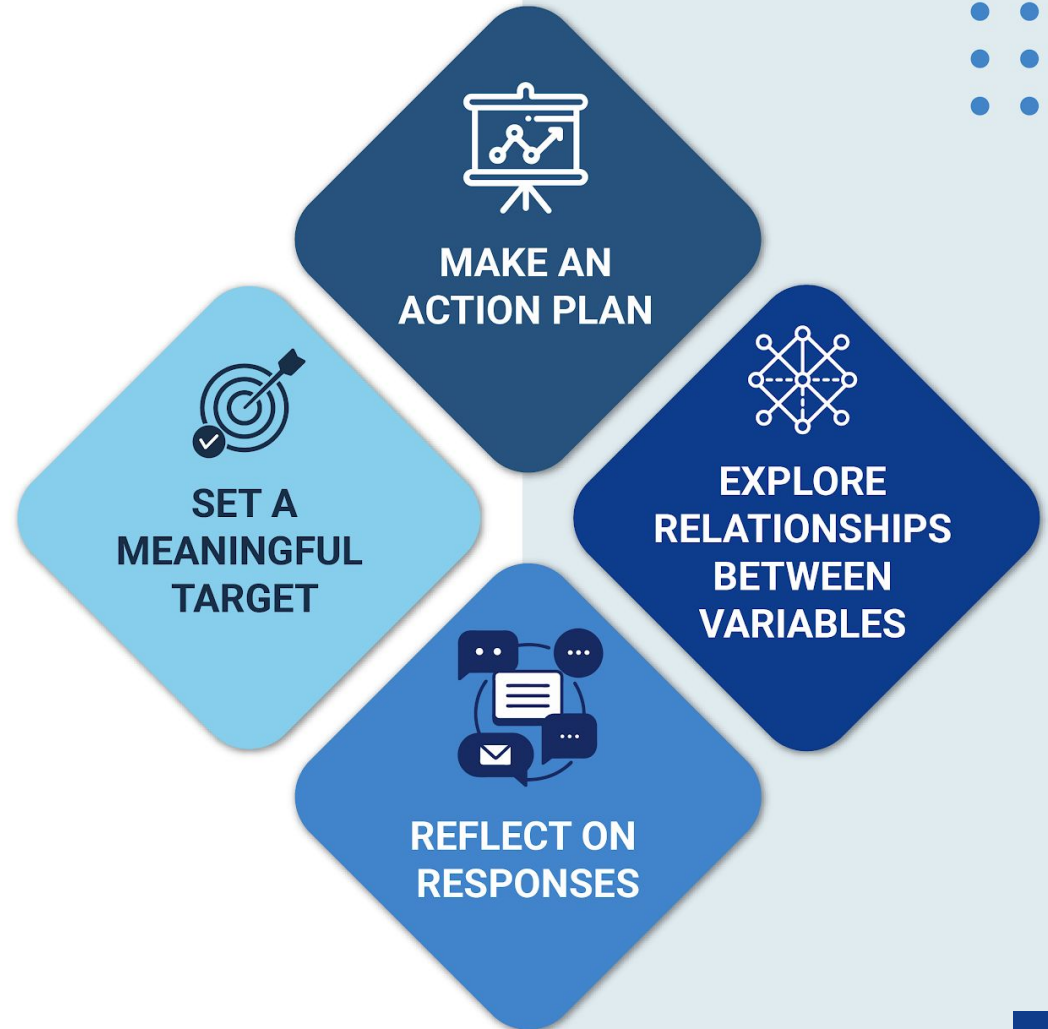 MAKE AN
ACTION PLAN
SET A
MEANINGFUL
TARGET
EXPLORE
RELATIONSHIPS
BETWEEN
VARIABLES
REFLECT ON
RESPONSES